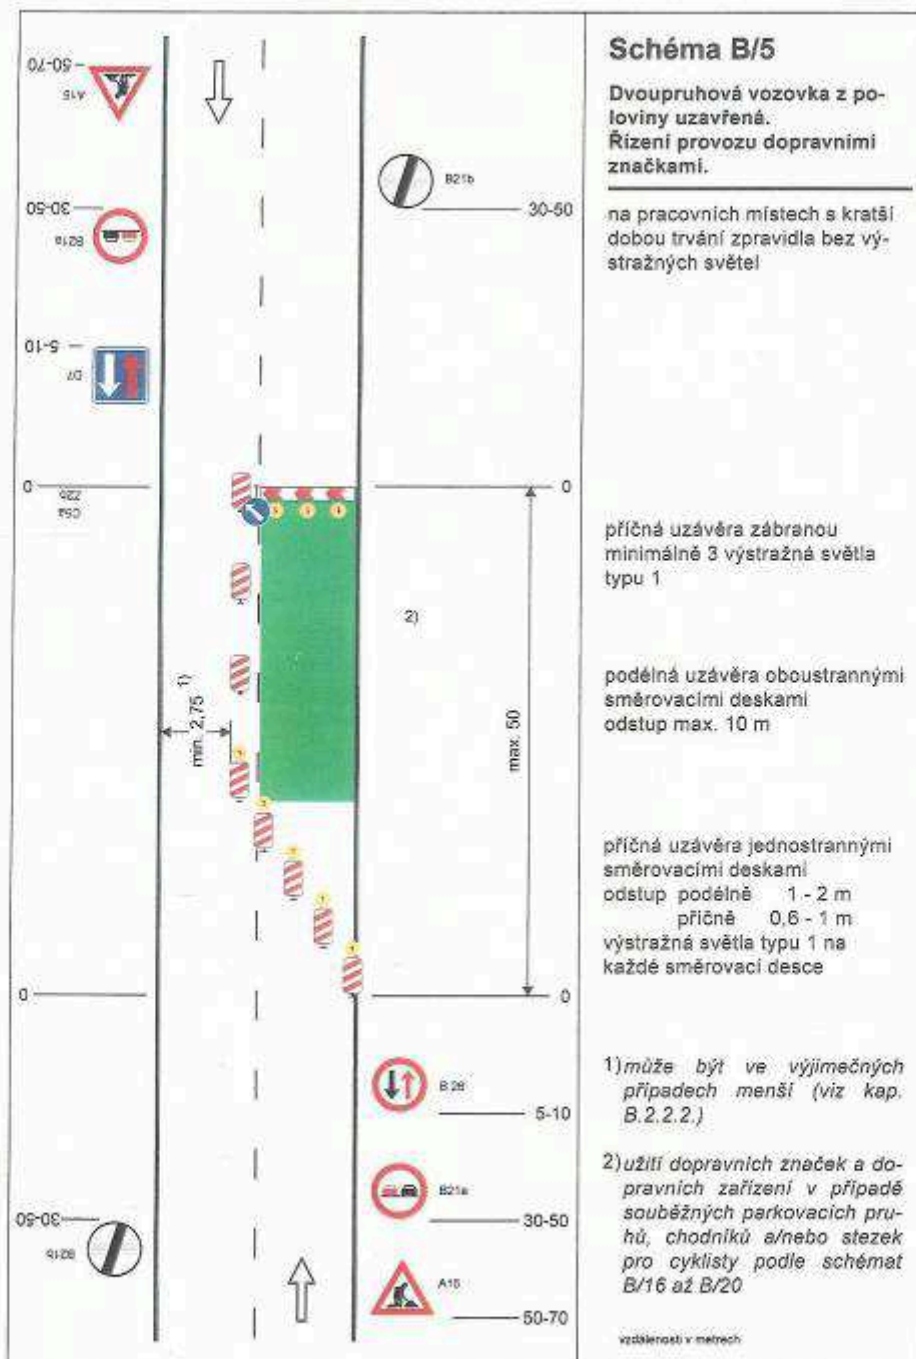 Schéma B/5
Dvoupruhová vozovka z po-
loviny uzavřená.
Řízení provozu dopravními
značkami.
na pracovních místech s kratší
dobou trvání zpravidla bez vý-
stražných světel
50-70
A15
30-50
B21a
5-10
D7
B21b
30-50
0
Z2b
C5a
0
příčná uzávěra zábranou
minimálně 3 výstražná světla
typu 1
2)
podélná uzávěra oboustrannými
směrovacími deskami
odstup max. 10 m
min. 2,75 1)
max. 50
příčná uzávěra jednostrannými
směrovacími deskami
odstup podélně 1 - 2 m
příčně 0,6 - 1 m
výstražná světla typu 1 na
každé směrovací desce
0
0
B 26
5-10
B21a
30-50
A15
50-70
30-50
B21b
1) může být ve výjimečných
případech menší (viz kap.
B.2.2.2.)
2) užití dopravních značek a do-
pravních zařízení v případě
souběžných parkovacích pru-
hů, chodníků a/nebo stezek
pro cyklisty podle schémat
B/16 až B/20
vzdálenosti v metrech